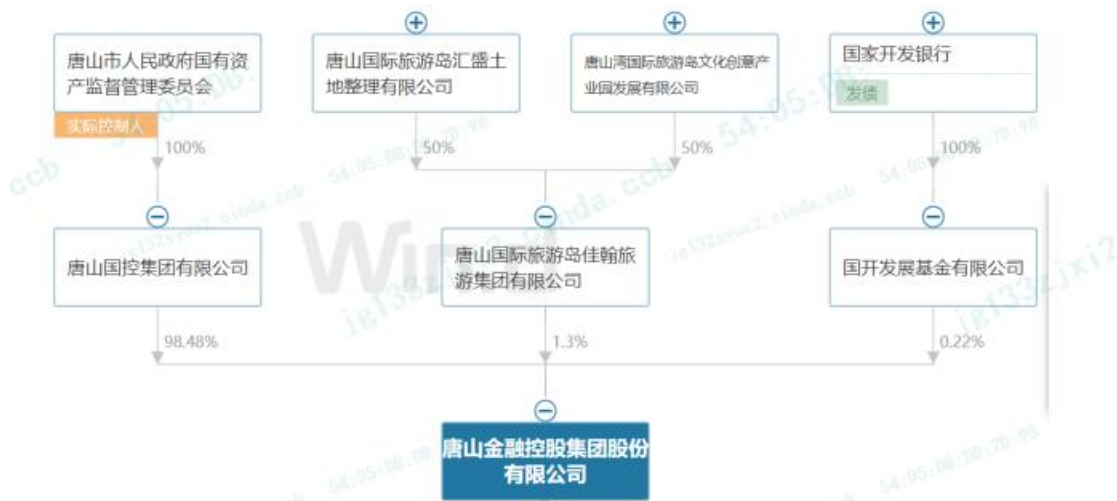 唐山市人民政府国有资
产监督管理委员会
实际控制人
唐山国际旅游岛汇盛土
地整理有限公司
唐山湾国际旅游岛文化创意产
业园发展有限公司
国家开发银行
发债
100%
50%
50%
100%
唐山国控集团有限公司
唐山国际旅游岛佳翰旅
游集团有限公司
国开发展基金有限公司
98.48%
1.3%
0.22%
唐山金融控股集团股份
有限公司
Wind